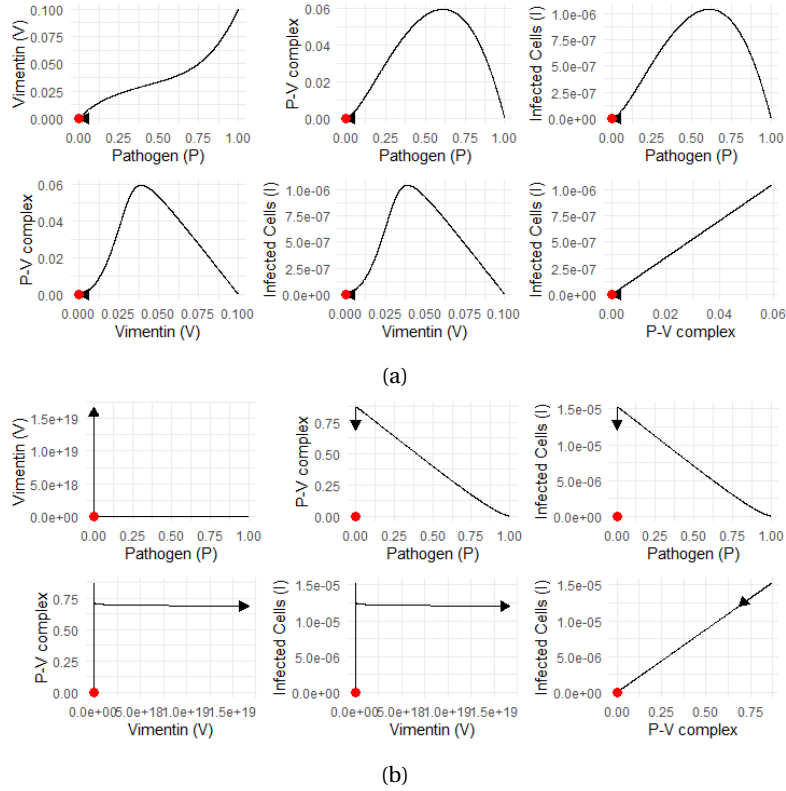 Vimentin (V)
0.100
0.075
0.050
0.025
0.000
0.00 0.25 0.50 0.75 1.00
Pathogen (P)
P-V complex
0.06
0.04
0.02
0.00
0.00 0.25 0.50 0.75 1.00
Pathogen (P)
Infected Cells (I)
1.0e-06
7.5e-07
5.0e-07
2.5e-07
0.0e+00
0.00 0.25 0.50 0.75 1.00
Pathogen (P)
P-V complex
0.06
0.04
0.02
0.00
0.000 0.025 0.050 0.075 0.100
Vimentin (V)
Infected Cells (I)
1.0e-06
7.5e-07
5.0e-07
2.5e-07
0.0e+00
0.000 0.025 0.050 0.075 0.100
Vimentin (V)
Infected Cells (I)
1.0e-06
7.5e-07
5.0e-07
2.5e-07
0.0e+00
0.00 0.02 0.04 0.06
P-V complex
(a)
Vimentin (V)
1.5e+19
1.0e+19
5.0e+18
0.0e+00
0.00 0.25 0.50 0.75 1.00
Pathogen (P)
P-V complex
0.75
0.50
0.25
0.00
0.00 0.25 0.50 0.75 1.00
Pathogen (P)
Infected Cells (I)
1.5e-05
1.0e-05
5.0e-06
0.0e+00
0.00 0.25 0.50 0.75 1.00
Pathogen (P)
P-V complex
0.75
0.50
0.25
0.00
0.0e+00 5.0e+18 1.0e+19 1.5e+19
Vimentin (V)
Infected Cells (I)
1.5e-05
1.0e-05
5.0e-06
0.0e+00
0.0e+00 5.0e+18 1.0e+19 1.5e+19
Vimentin (V)
Infected Cells (I)
1.5e-05
1.0e-05
5.0e-06
0.0e+00
0.00 0.25 0.50 0.75
P-V complex
(b)